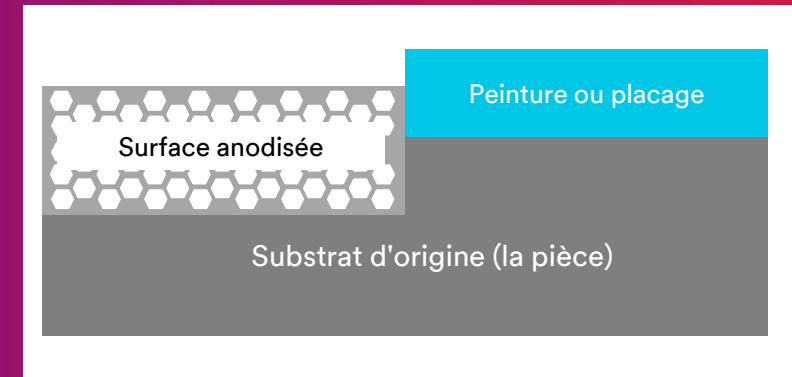 Peinture ou placage
Surface anodisée
Substrat d'origine (la pièce)